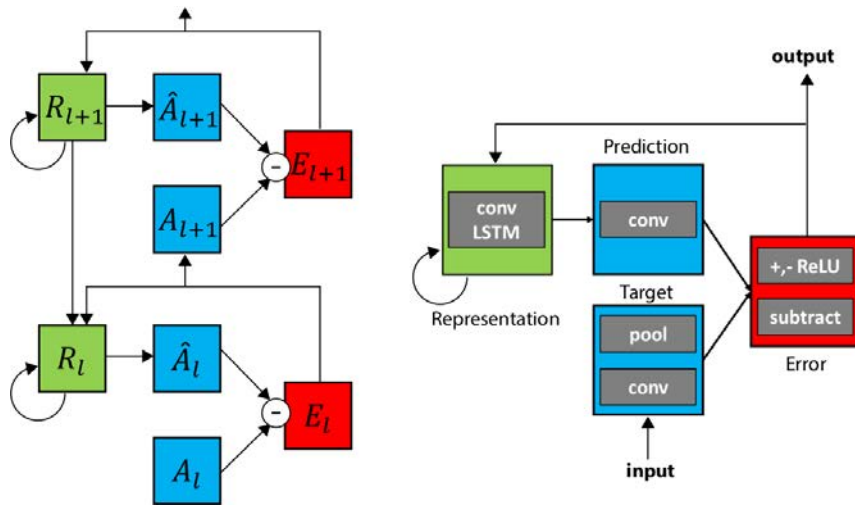 R_{l+1}
Â_{l+1}
-
E_{l+1}
A_{l+1}
R_l
Â_l
-
E_l
A_l
output
Prediction
conv
LSTM
conv
+,- ReLU
subtract
Error
Representation
Target
pool
conv
input